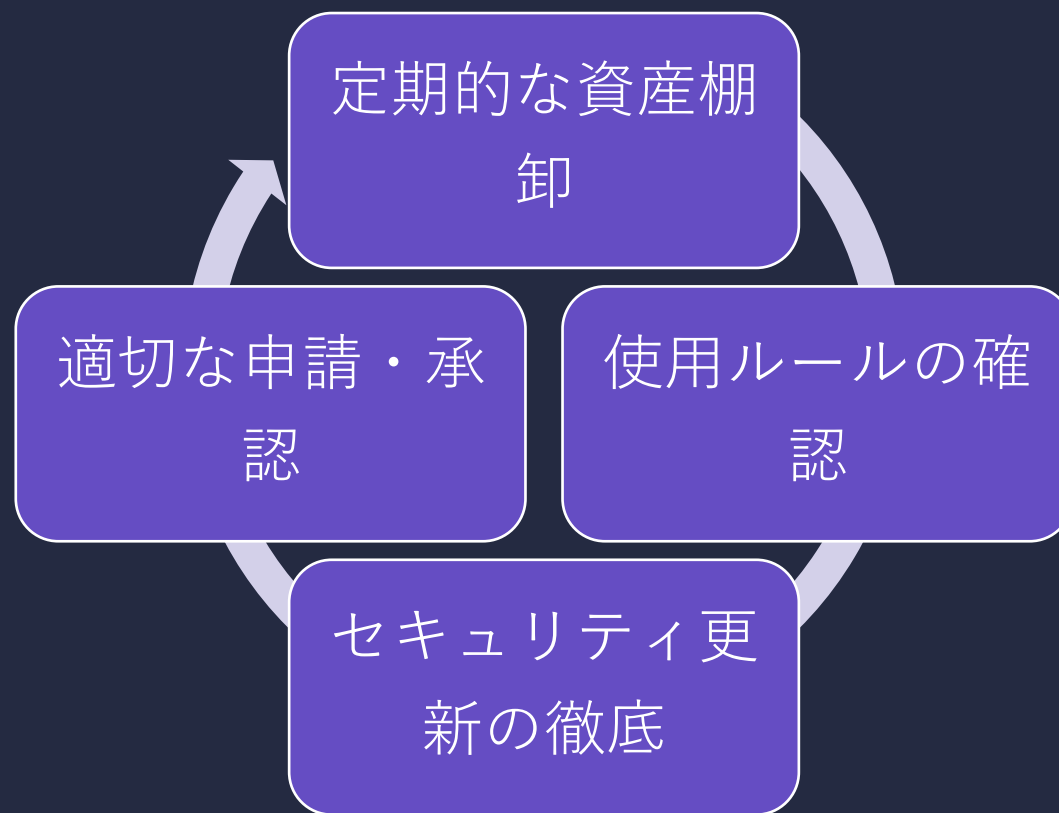 定期的な資産棚
卸
適切な申請・承
認
使用ルールの確
認
セキュリティ更
新の徹底